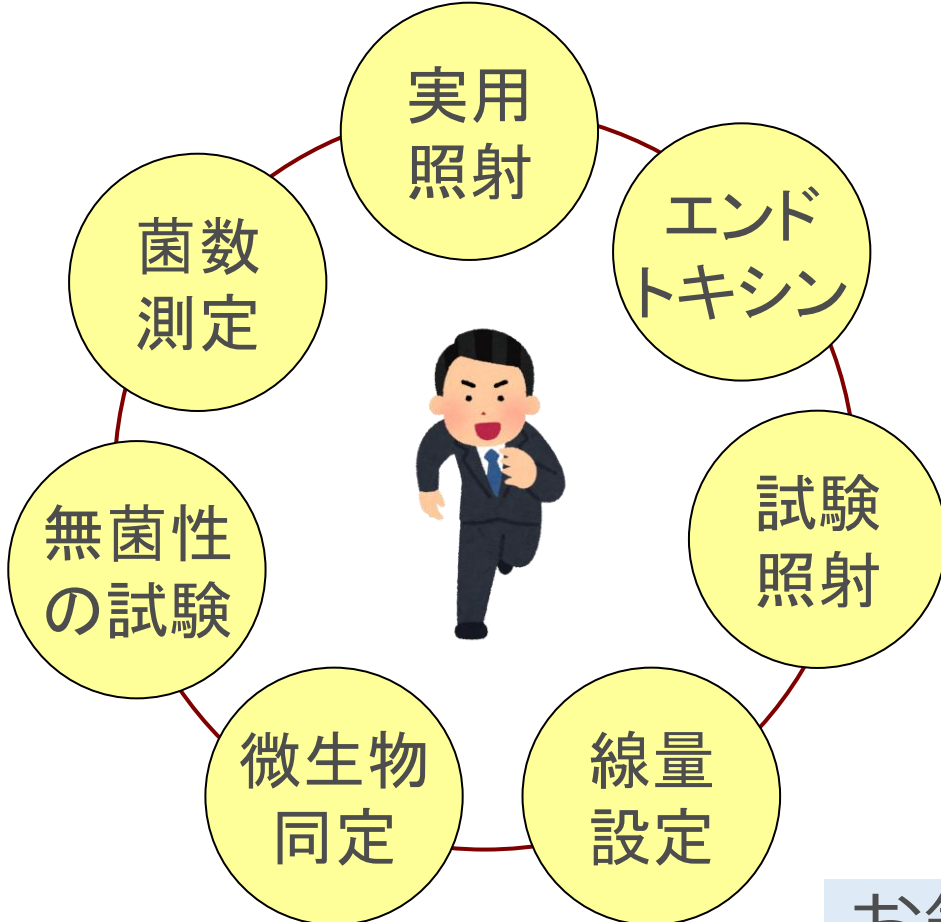 実用
照射
エンド
トキシン
試験
照射
線量
設定
微生物
同定
無菌性
の試験
菌数
測定